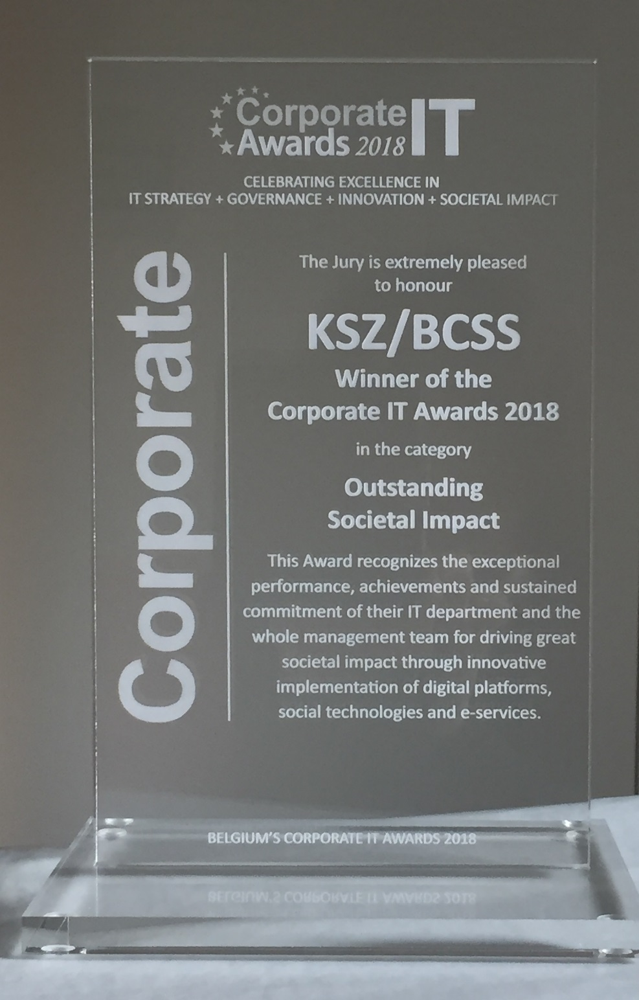 Corporate IT
Awards 2018
CELEBRATING EXCELLENCE IN
IT STRATEGY + GOVERNANCE + INNOVATION + SOCIETAL IMPACT
Corporate
The Jury is extremely pleased
to honour
KSZ/BCSS
Winner of the
Corporate IT Awards 2018
in the category
Outstanding
Societal Impact
This Award recognizes the exceptional
performance, achievements and sustained
commitment of their IT department and the
whole management team for driving great
societal impact through innovative
implementation of digital platforms,
social technologies and e-services.
BELGIUM'S CORPORATE IT AWARDS 2018